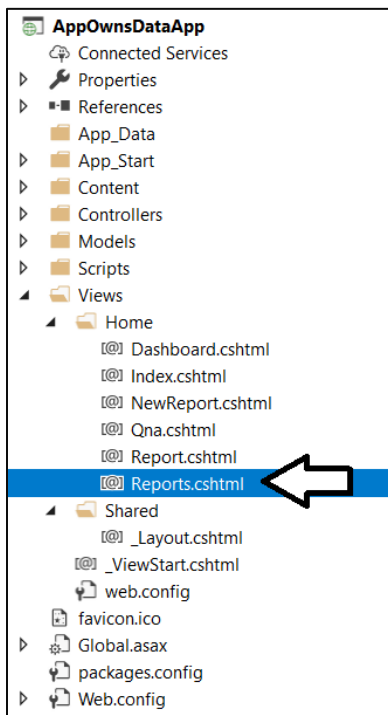 AppOwnsDataApp
Connected Services
Properties
References
App_Data
App_Start
Content
Controllers
Models
Scripts
Views
Home
Dashboard.cshtml
Index.cshtml
NewReport.cshtml
Qna.cshtml
Report.cshtml
Reports.cshtml
Shared
_Layout.cshtml
_ViewStart.cshtml
web.config
favicon.ico
Global.asax
packages.config
Web.config